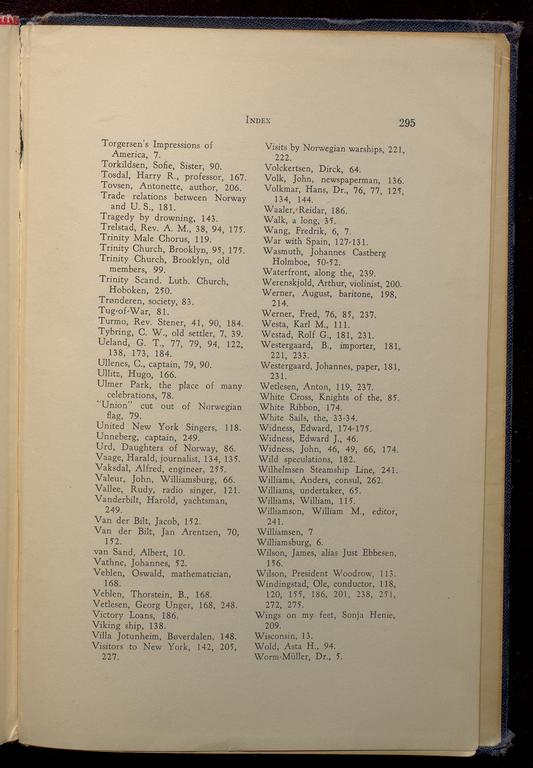 INDEX
295
Torgersen's Impressions of
America, 7.
Torkildsen, Sofie, Sister, 90.
Tosdal, Harry R., professor, 167.
Tovsen, Antonette, author, 206.
Trade relations between Norway
and U. S., 181.
Tragedy by drowning, 143.
Trelstad, Rev. A. M., 38, 94, 175.
Trinity Male Chorus, 119.
Trinity Church, Brooklyn, 95, 175.
Trinity Church, Brooklyn, old
members, 99.
Trinity Scand. Luth. Church,
Hoboken, 250.
Trønderen, society, 83.
Tug-of-War, 81.
Turmo, Rev. Stener, 41, 90, 184.
Tybring, C. W., old settler, 7, 39.
Ueland, G. T., 77, 79, 94, 122,
138, 173, 184.
Ullenes, C., captain, 79, 90.
Ullitz, Hugo, 166.
Ulmer Park, the place of many
celebrations, 78.
"Union" cut out of Norwegian
flag, 79.
United New York Singers, 118.
Unneberg, captain, 249.
Urd, Daughters of Norway, 86.
Vaage, Harald, journalist, 134, 135.
Vaksdal, Alfred, engineer, 255.
Valeur, John, Williamsburg, 66.
Vallee, Rudy, radio singer, 121.
Vanderbilt, Harold, yachtsman,
249.
Van der Bilt, Jacob, 152.
Van der Bilt, Jan Arentzen, 70,
152.
van Sand, Albert, 10.
Vathne, Johannes, 52.
Veblen, Oswald, mathematician,
168.
Veblen, Thorstein, B., 168.
Vetlesen, Georg Unger, 168, 248.
Victory Loans, 186.
Viking ship, 138.
Villa Jotunheim, Bøverdalen, 148.
Visitors to New York, 142, 205,
227.
Visits by Norwegian warships, 221,
222.
Volckertsen, Dirck, 64.
Volk, John, newspaperman, 136.
Volkmar, Hans, Dr., 76, 77, 125,
134, 144.
Waaler, Reidar, 186.
Walk, a long, 35.
Wang, Fredrik, 6, 7.
War with Spain, 127-131.
Wasmuth, Johannes Castberg
Holmboe, 50-52.
Waterfront, along the, 239.
Werenskjold, Arthur, violinist, 200.
Werner, August, baritone, 198,
214.
Werner, Fred, 76, 85, 237.
Westa, Karl M., 111.
Westad, Rolf G., 181, 231.
Westergaard, B., importer, 181,
221, 233.
Westergaard, Johannes, paper, 181,
231.
Wetlesen, Anton, 119, 237.
White Cross, Knights of the, 85.
White Ribbon, 174.
White Sails, the, 33-34.
Widness, Edward, 174-175.
Widness, Edward J., 46.
Widness, John, 46, 49, 66, 174.
Wild speculations, 182.
Wilhelmsen Steamship Line, 241.
Williams, Anders, consul, 262.
Williams, undertaker, 65.
Williams, William, 115.
Williamson, William M., editor,
241.
Williamsen, 7
Williamsburg, 6.
Wilson, James, alias Just Ebbesen,
156.
Wilson, President Woodrow, 113.
Windingstad, Ole, conductor, 118,
120, 155, 186, 201, 238, 251,
272, 275.
Wings on my feet, Sonja Henie,
209.
Wisconsin, 13.
Wold, Asta H., 94.
Worm-Müller, Dr., 5.